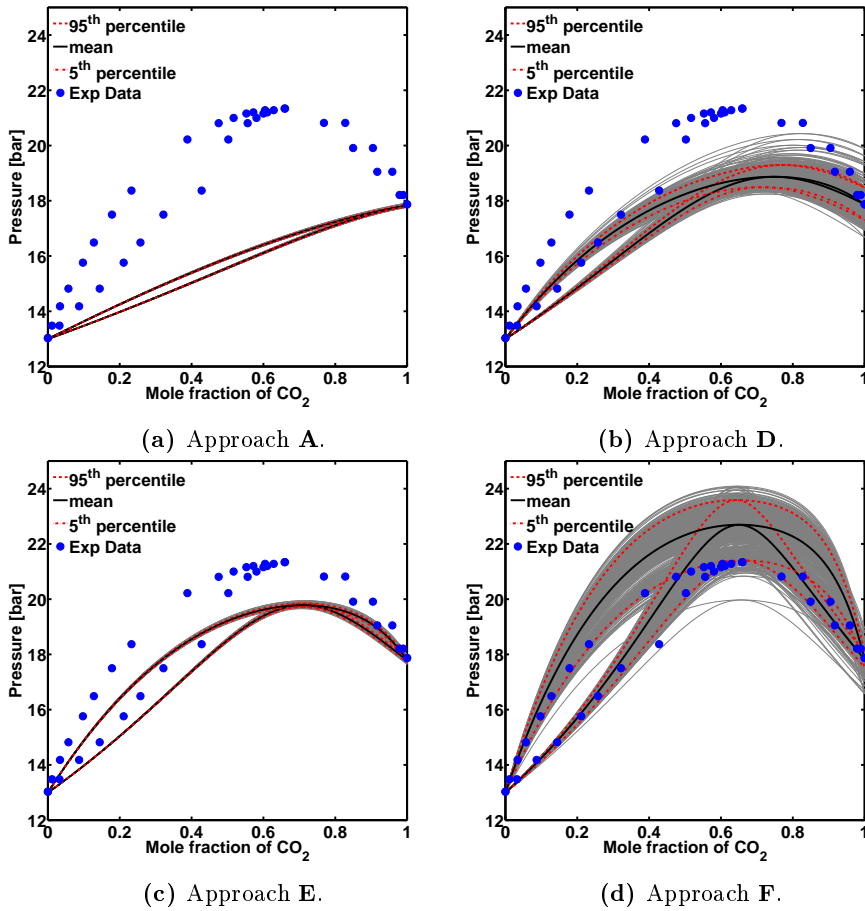 24
22
20
18
16
14
12
0
0.2
0.4
0.6
0.8
1
Pressure [bar]
Mole fraction of CO2
95th percentile
mean
5th percentile
Exp Data
(a) Approach A.
24
22
20
18
16
14
12
0
0.2
0.4
0.6
0.8
1
Pressure [bar]
Mole fraction of CO2
95th percentile
mean
5th percentile
Exp Data
(b) Approach D.
24
22
20
18
16
14
12
0
0.2
0.4
0.6
0.8
1
Pressure [bar]
Mole fraction of CO2
95th percentile
mean
5th percentile
Exp Data
(c) Approach E.
24
22
20
18
16
14
12
0
0.2
0.4
0.6
0.8
1
Pressure [bar]
Mole fraction of CO2
95th percentile
mean
5th percentile
Exp Data
(d) Approach F.